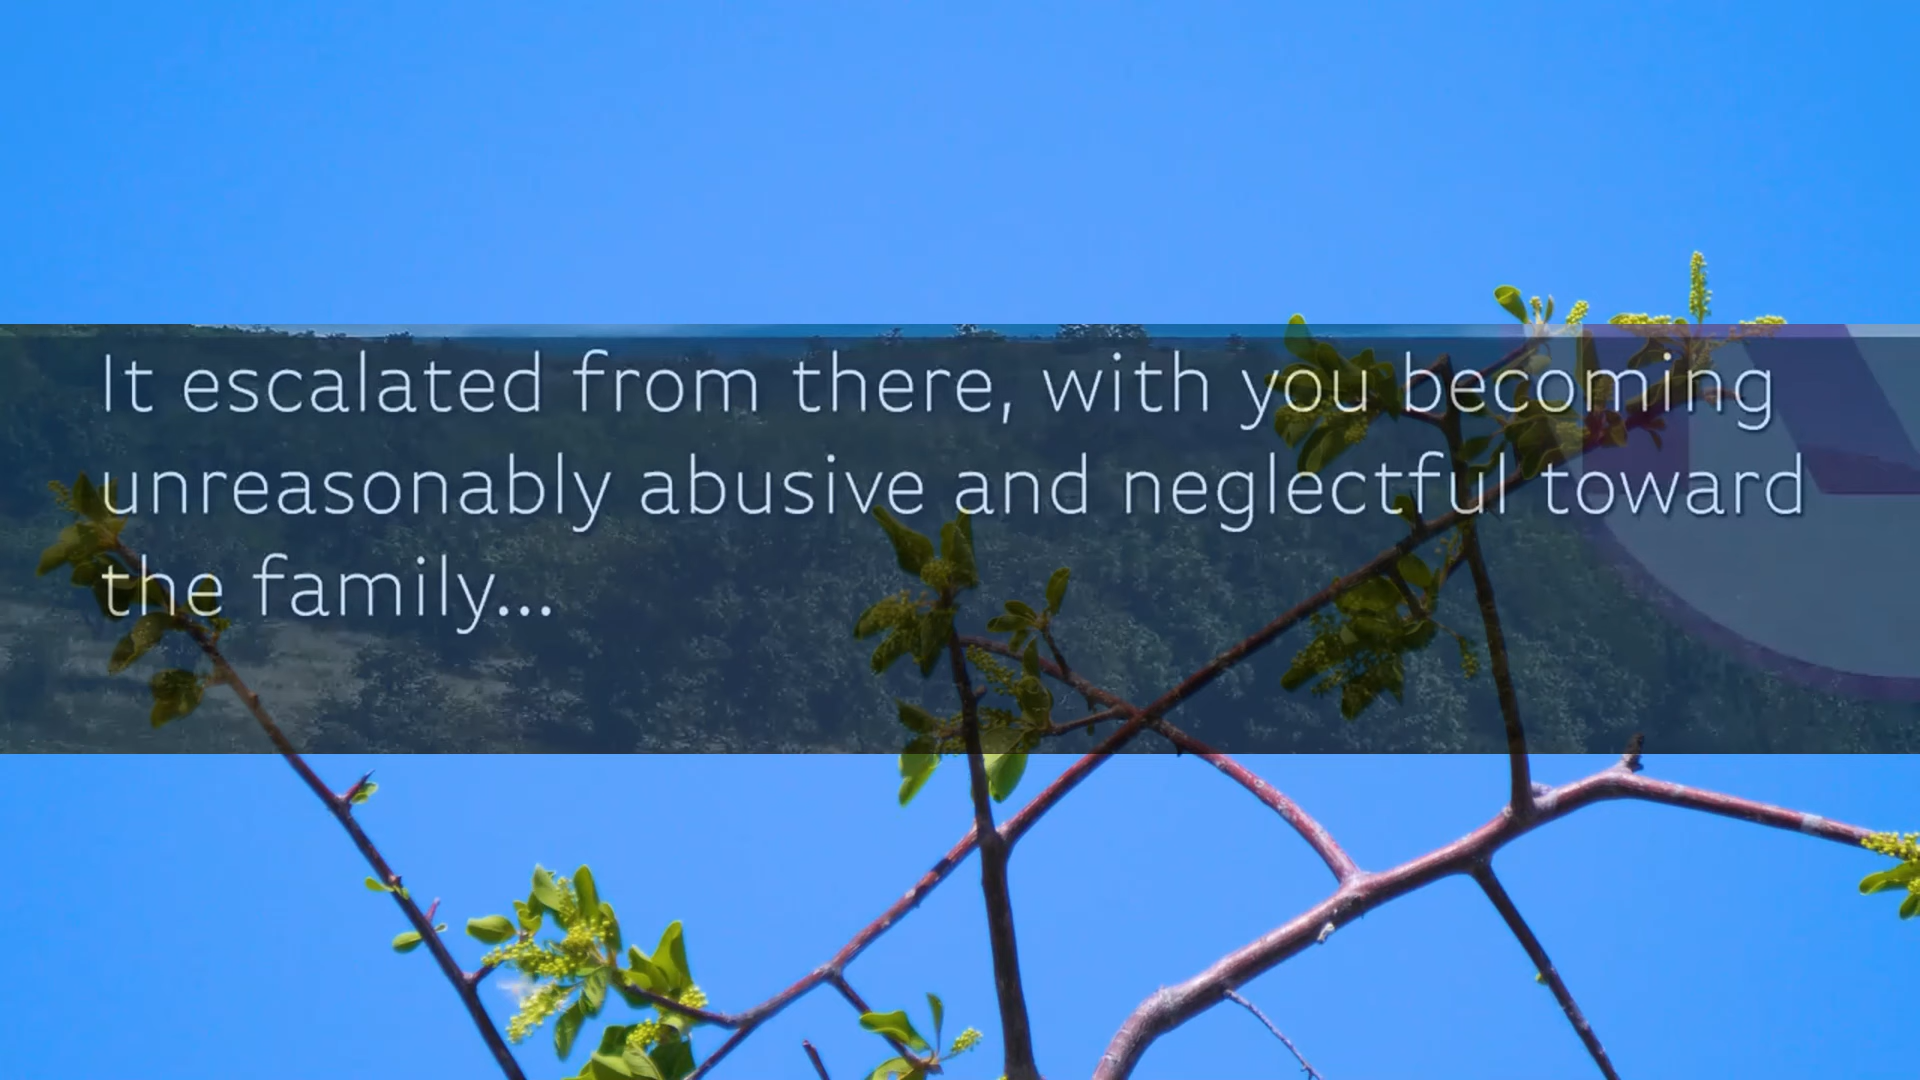 It escalated from there, with you becoming
unreasonably abusive and neglectful toward
the family...